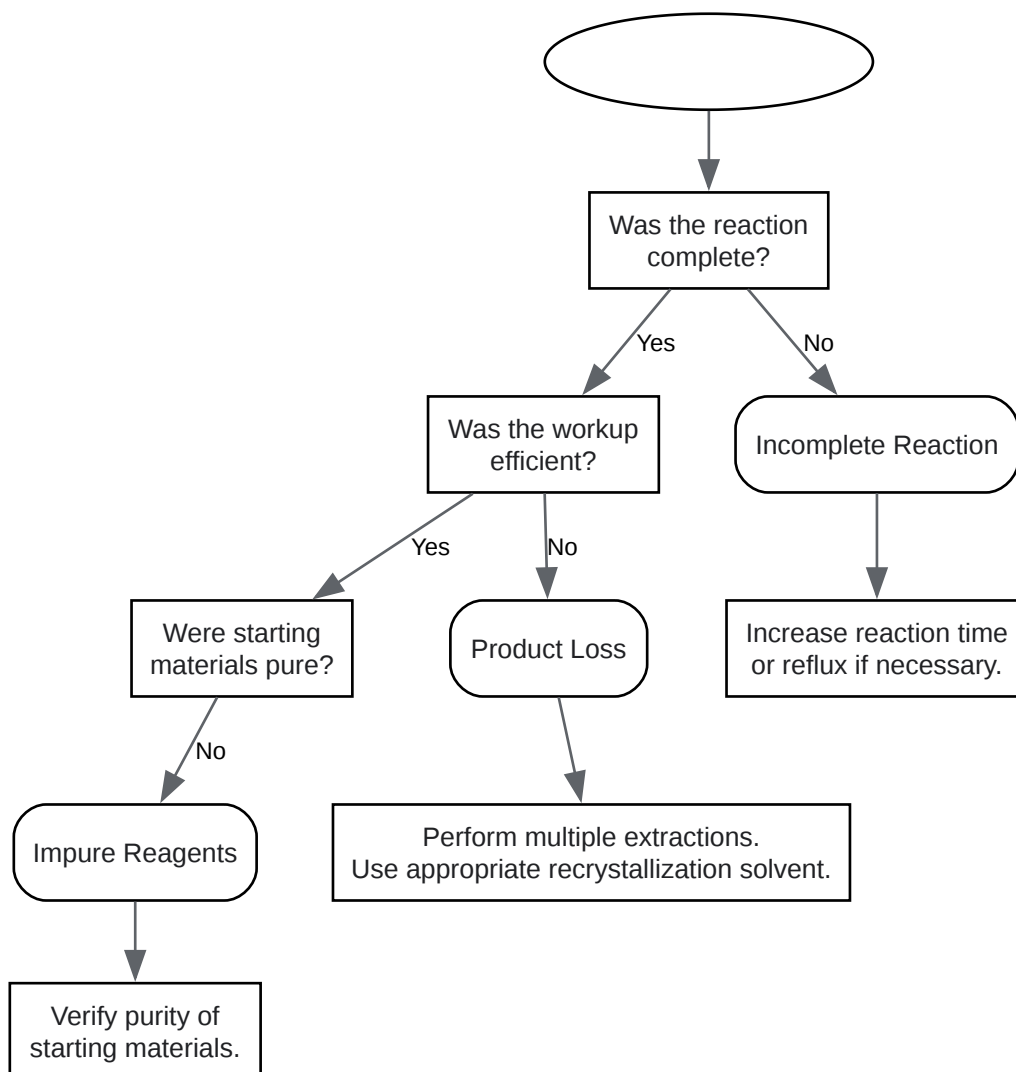 Was the reaction
complete?
Yes
No
Was the workup
efficient?
Incomplete Reaction
Yes
No
Were starting
materials pure?
Product Loss
Increase reaction time
or reflux if necessary.
No
Impure Reagents
Perform multiple extractions.
Use appropriate recrystallization solvent.
Verify purity of
starting materials.